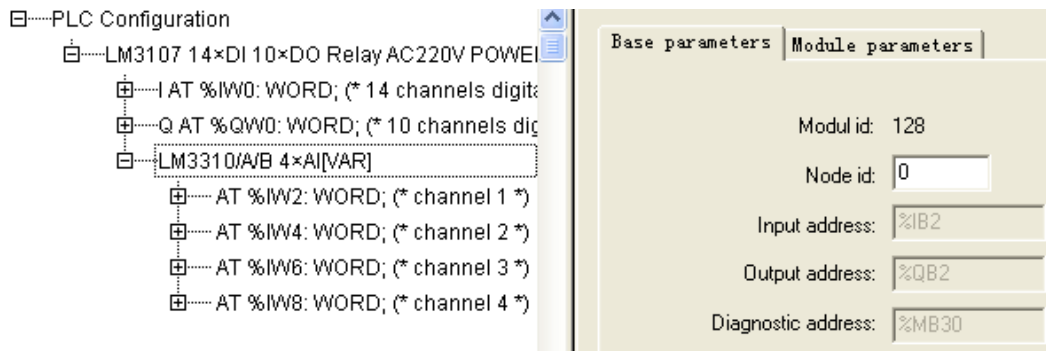 PLC Configuration
LM3107 14×DI 10×DO Relay AC220V POWE
I AT %IW0: WORD; (* 14 channels digita
Q AT %QW0: WORD; (* 10 channels dig
LM3310/A/B 4×AI[VAR]
AT %IW2: WORD; (* channel 1 *)
AT %IW4: WORD; (* channel 2 *)
AT %IW6: WORD; (* channel 3 *)
AT %IW8: WORD; (* channel 4 *)
Base parameters Module parameters
Modul id: 128
Node id: 0
Input address: %IB2
Output address: %QB2
Diagnostic address: %MB30